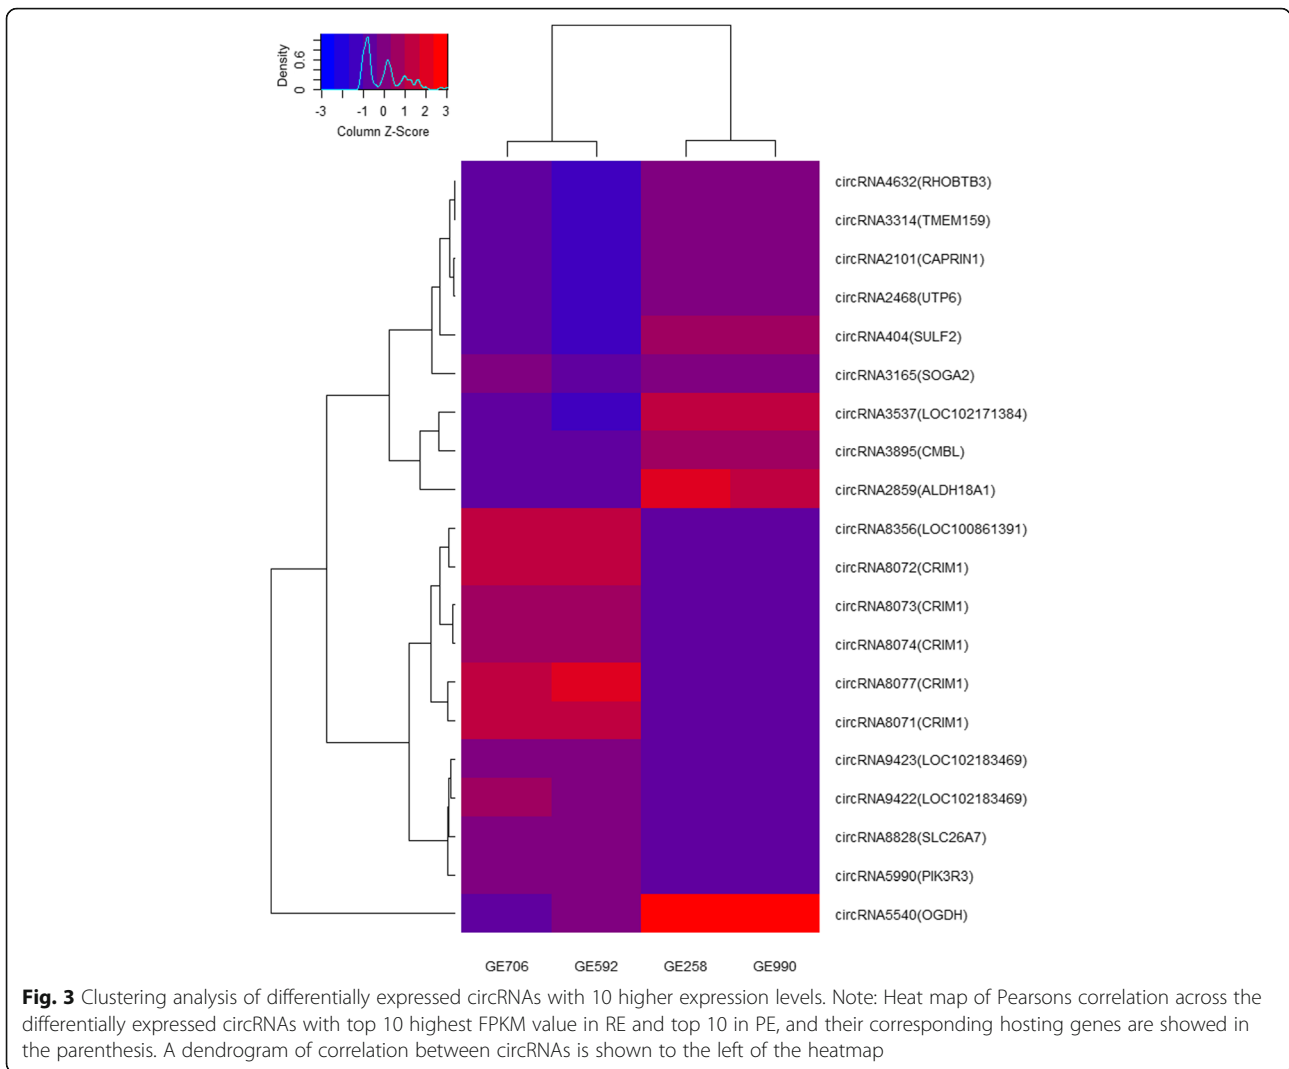 Density
0.6
0
-3 -1 0 1 2 3
Column Z-Score
circRNA4632(RHOBTB3)
circRNA3314(TMEM159)
circRNA2101(CAPRIN1)
circRNA2468(UTP6)
circRNA404(SULF2)
circRNA3165(SOGA2)
circRNA3537(LOC102171384)
circRNA3895(CMBL)
circRNA2859(ALDH18A1)
circRNA8356(LOC100861391)
circRNA8072(CRIM1)
circRNA8073(CRIM1)
circRNA8074(CRIM1)
circRNA8077(CRIM1)
circRNA8071(CRIM1)
circRNA9423(LOC102183469)
circRNA9422(LOC102183469)
circRNA8828(SLC26A7)
circRNA5990(PIK3R3)
circRNA5540(OGDH)
GE706 GE592 GE258 GE990
Fig. 3 Clustering analysis of differentially expressed circRNAs with 10 higher expression levels. Note: Heat map of Pearsons correlation across the
differentially expressed circRNAs with top 10 highest FPKM value in RE and top 10 in PE, and their corresponding hosting genes are showed in
the parenthesis. A dendrogram of correlation between circRNAs is shown to the left of the heatmap